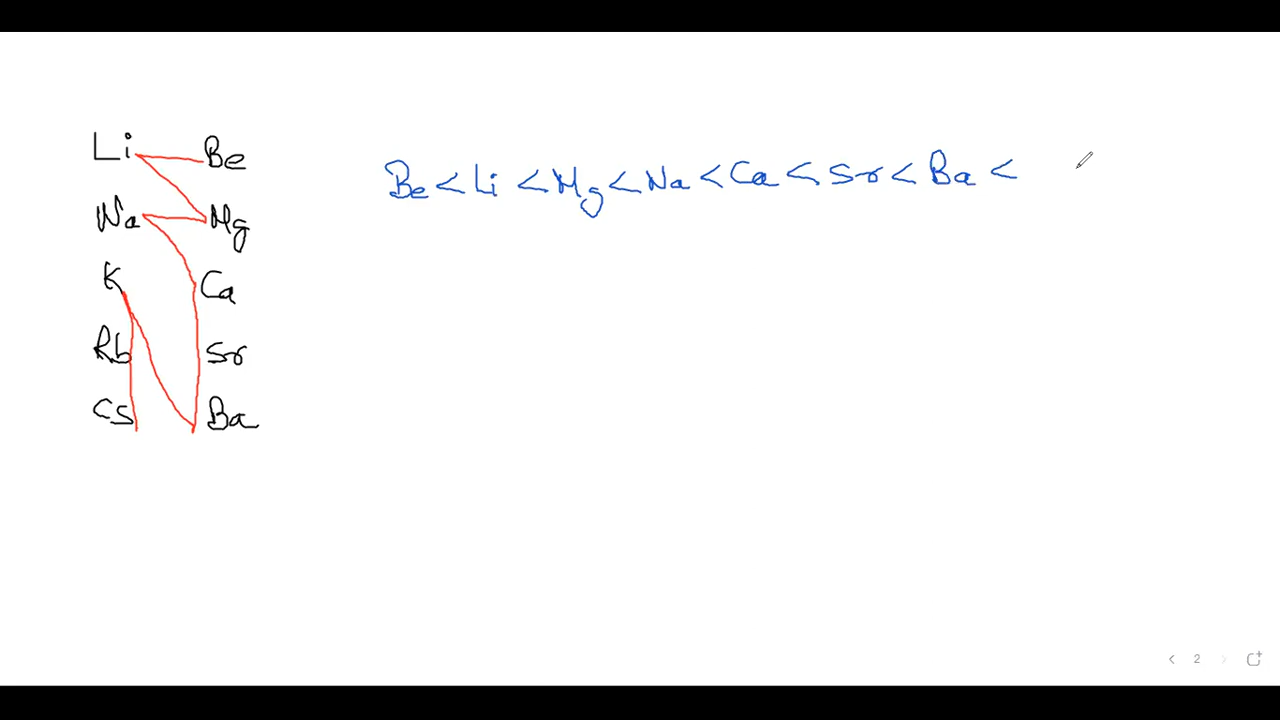 Li Be
Be < Li < Mg < Na < Ca < Sr < Ba <
Na Mg
K Ca
Rb Sr
Cs Ba
< 2 >